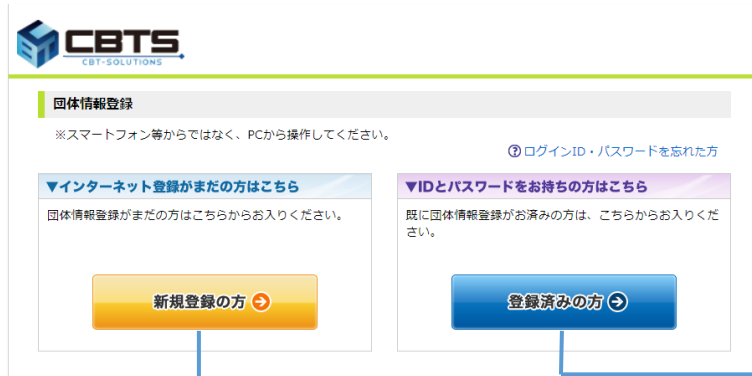 CBTS
CBT-SOLUTIONS
団体情報登録
※スマートフォン等からではなく、PCから操作してください。
?ログインID・パスワードを忘れた方
▼インターネット登録がまだの方はこちら
団体情報登録がまだの方はこちらからお入りください。
新規登録の方
▼IDとパスワードをお持ちの方はこちら
既に団体情報登録がお済みの方は、こちらからお入りくだ
さい。
登録済みの方